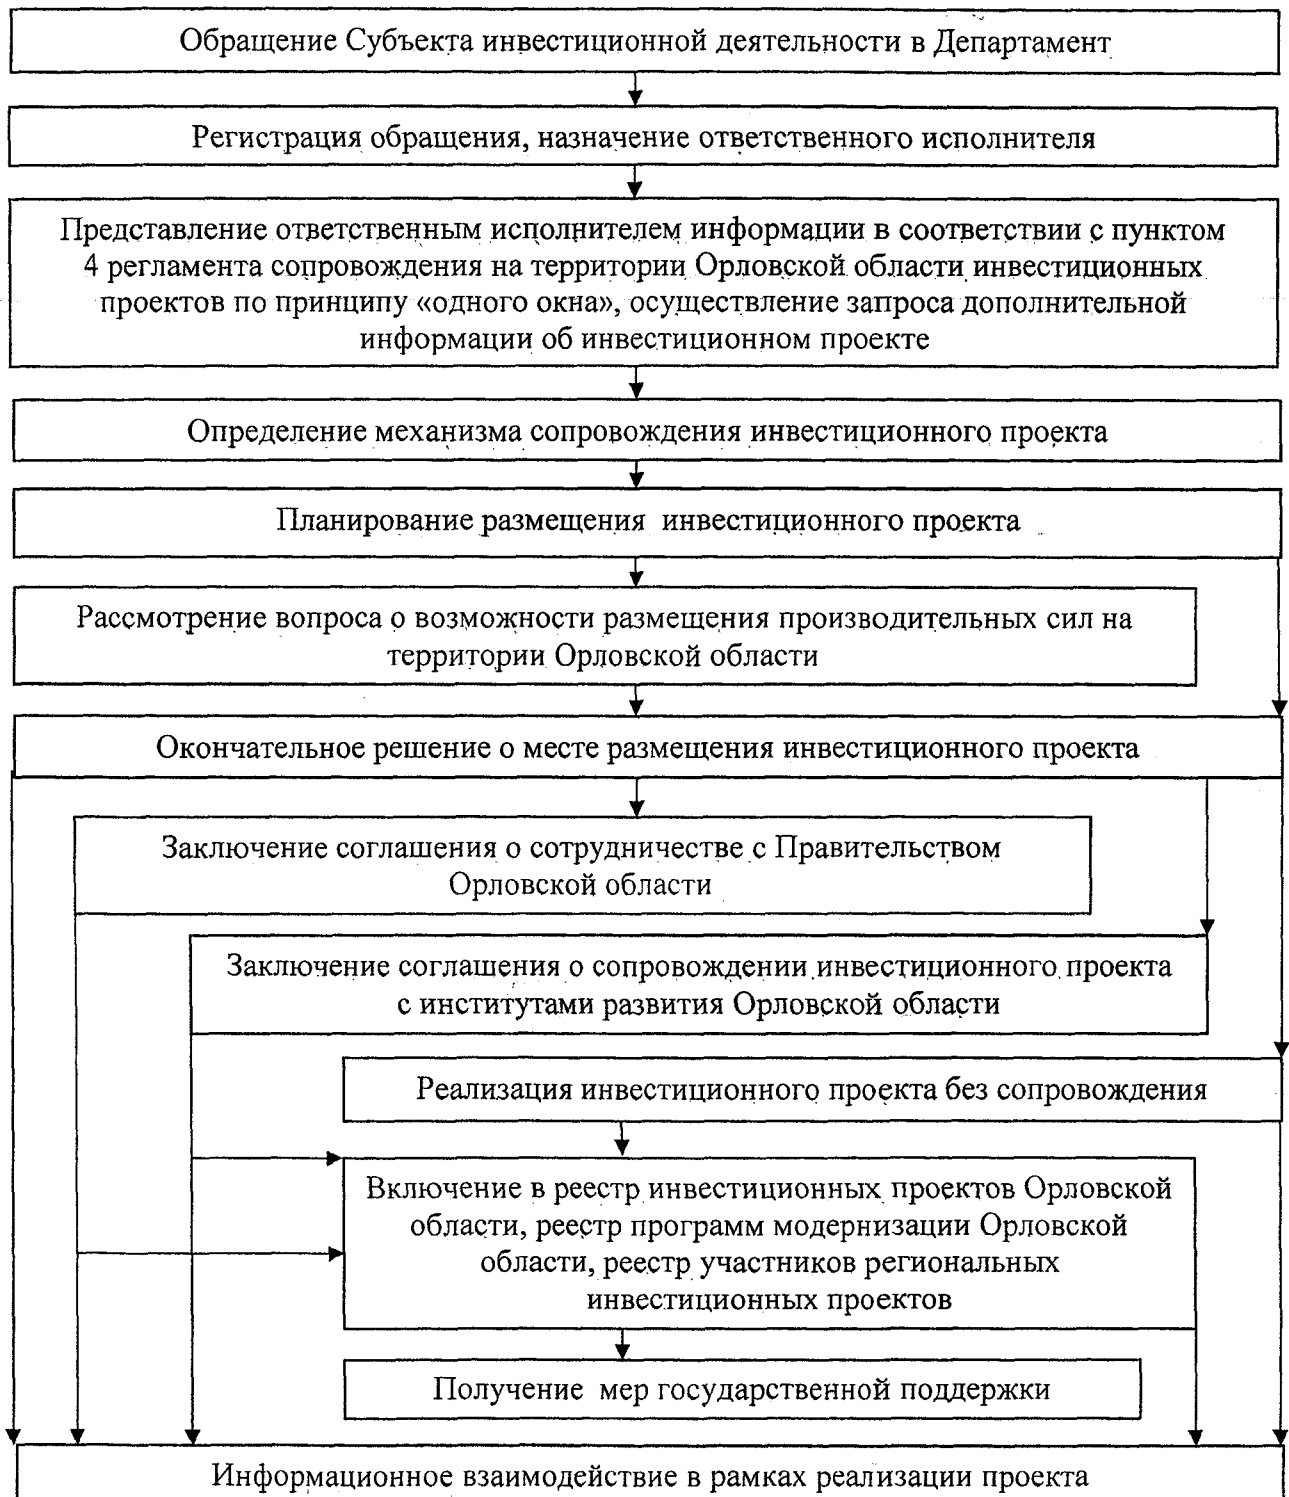 Обращение Субъекта инвестиционной деятельности в Департамент
Регистрация обращения, назначение ответственного исполнителя
Представление ответственным исполнителем информации в соответствии с пунктом
4 регламента сопровождения на территории Орловской области инвестиционных
проектов по принципу «одного окна», осуществление запроса дополнительной
информации об инвестиционном проекте
Определение механизма сопровождения инвестиционного проекта
Планирование размещения инвестиционного проекта
Рассмотрение вопроса о возможности размещения производительных сил на
территории Орловской области
Окончательное решение о месте размещения инвестиционного проекта
Заключение соглашения о сотрудничестве с Правительством
Орловской области
Заключение соглашения о сопровождении инвестиционного проекта
с институтами развития Орловской области
Реализация инвестиционного проекта без сопровождения
Включение в реестр инвестиционных проектов Орловской
области, реестр программ модернизации Орловской
области, реестр участников региональных
инвестиционных проектов
Получение мер государственной поддержки
Информационное взаимодействие в рамках реализации проекта